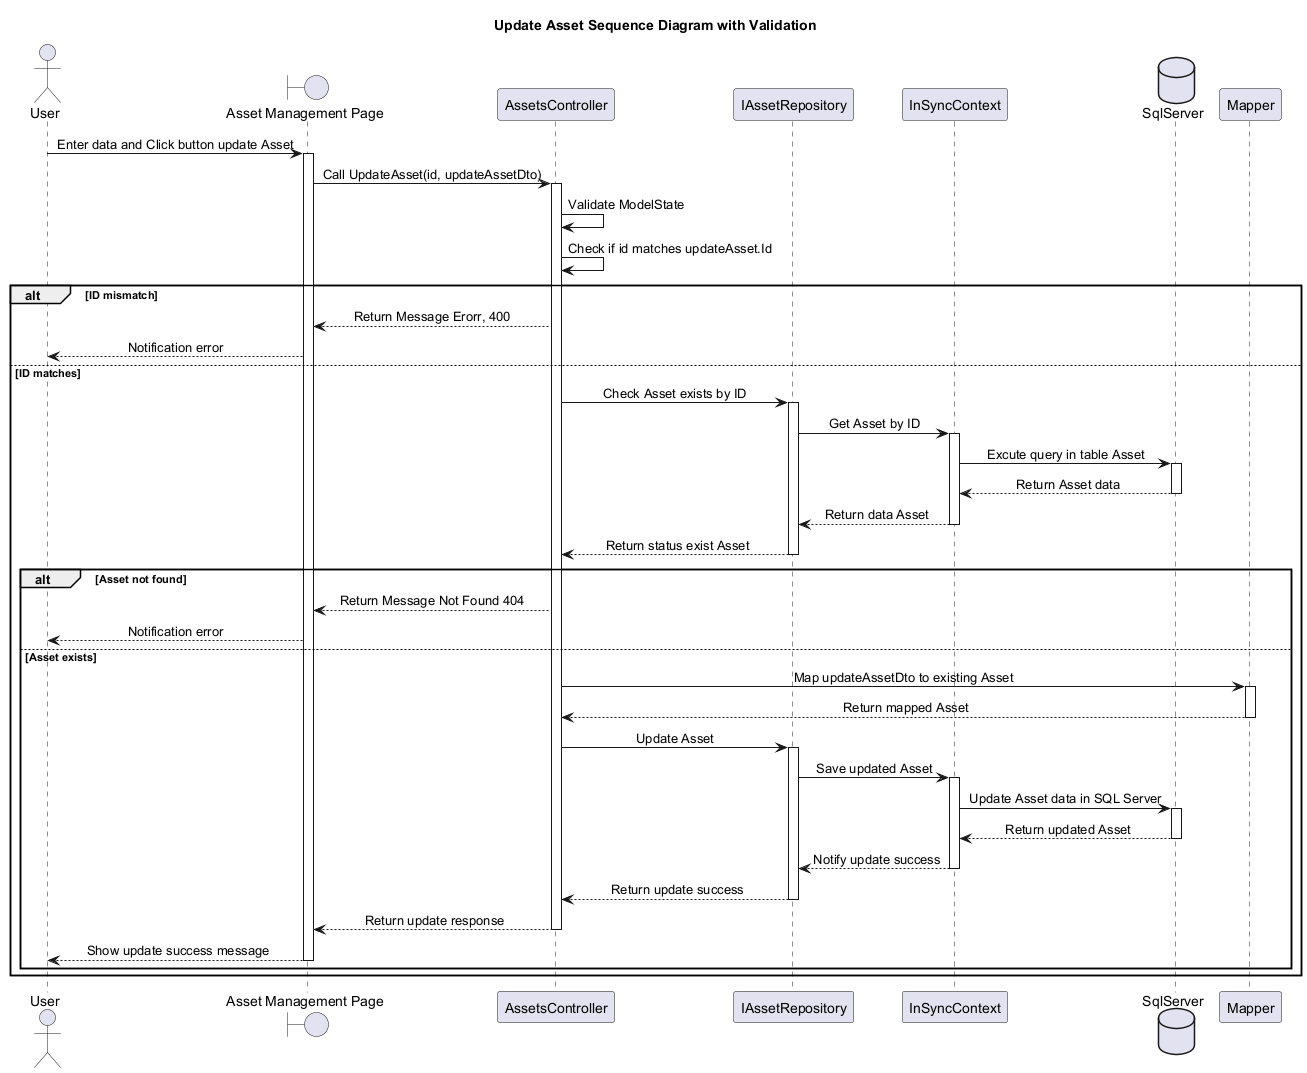 Update Asset Sequence Diagram with Validation
User
Asset Management Page
AssetsController
IAssetRepository
InSyncContext
SqlServer
Mapper
Enter data and Click button update Asset
Call UpdateAsset(id, updateAssetDto)
Validate ModelState
Check if id matches updateAsset.Id
alt [ID mismatch]
Return Message Erorr, 400
Notification error
[ID matches]
Check Asset exists by ID
Get Asset by ID
Excute query in table Asset
Return Asset data
Return data Asset
Return status exist Asset
alt [Asset not found]
Return Message Not Found 404
Notification error
[Asset exists]
Map updateAssetDto to existing Asset
Return mapped Asset
Update Asset
Save updated Asset
Update Asset data in SQL Server
Return updated Asset
Notify update success
Return update success
Return update response
Show update success message
User
Asset Management Page
AssetsController
IAssetRepository
InSyncContext
SqlServer
Mapper